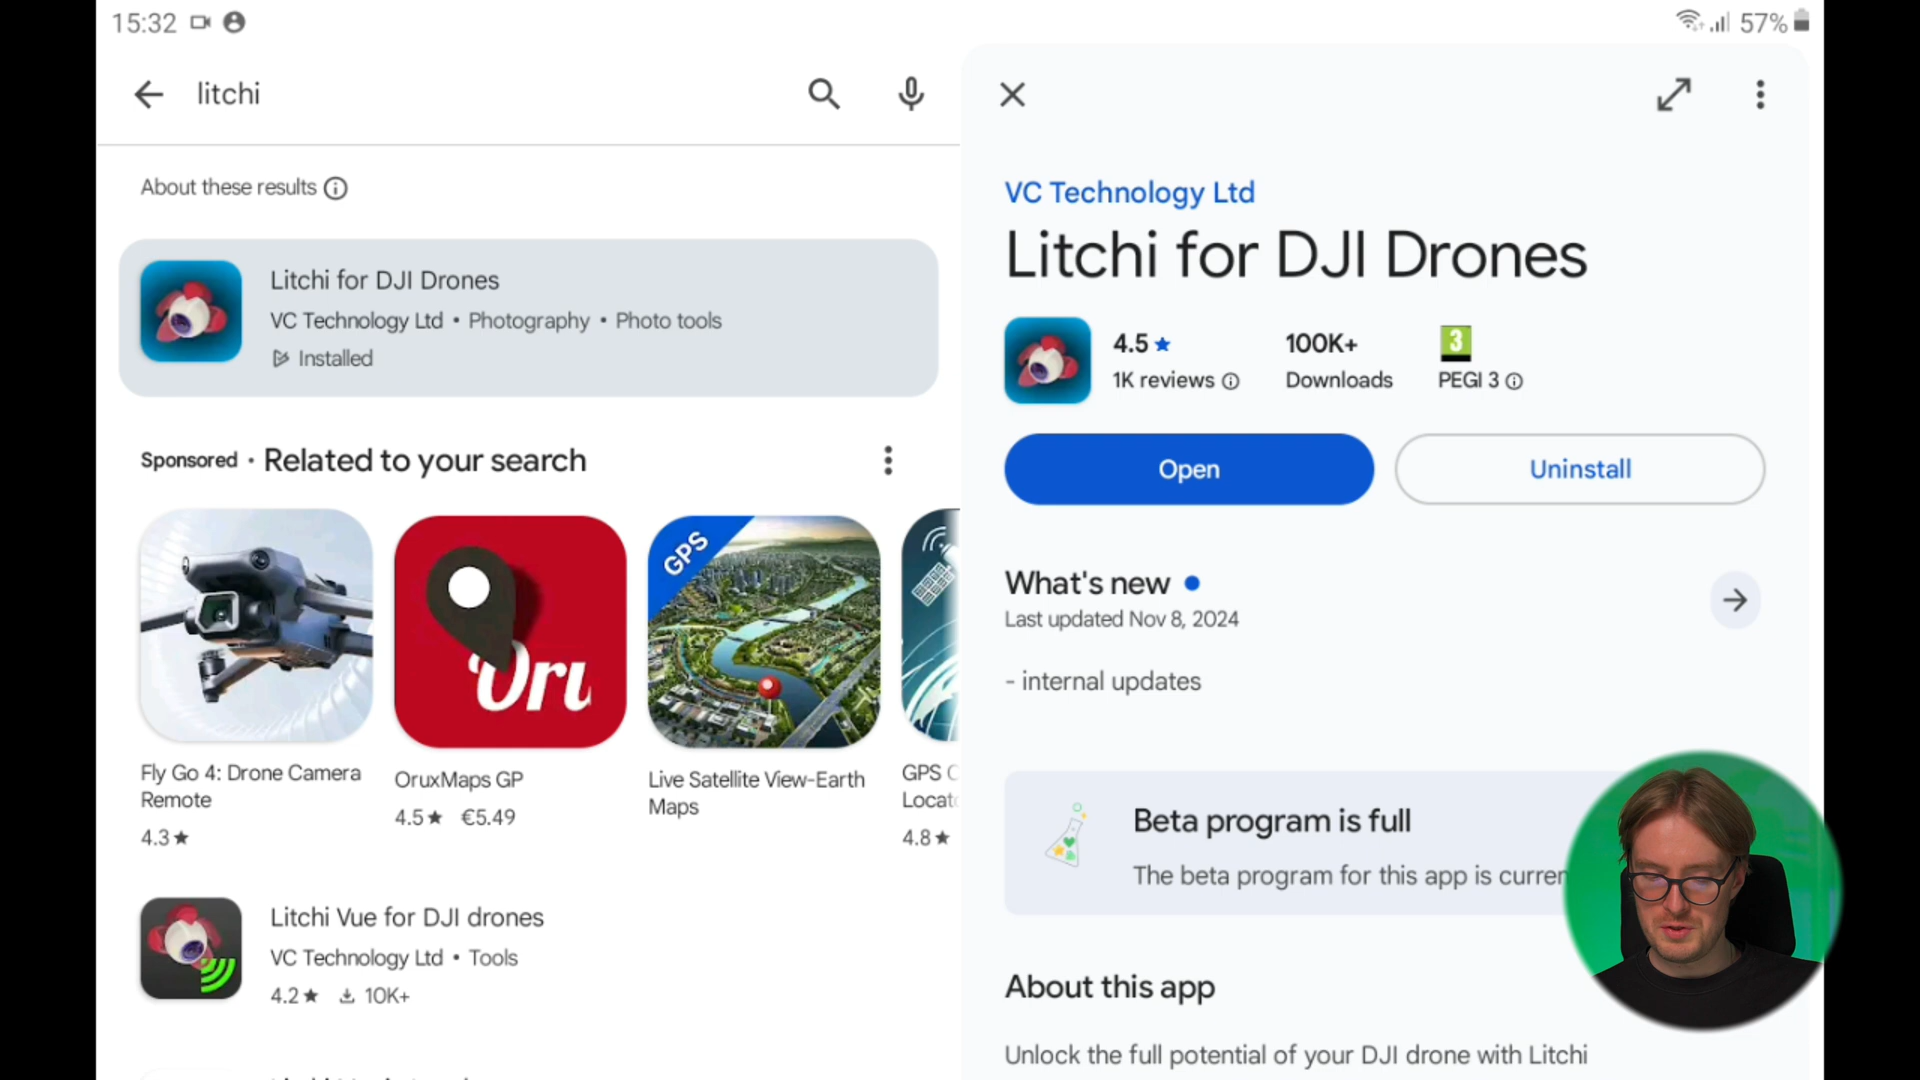 15:32
57%
litchi
About these results
Litchi for DJI Drones
VC Technology Ltd • Photography • Photo tools
Installed
Sponsored • Related to your search
GPS
Oru
Fly Go 4: Drone Camera
Remote
4.3★
OruxMaps GP
4.5★ €5.49
Live Satellite View-Earth
Maps
GPS
4.8★
Litchi Vue for DJI drones
VC Technology Ltd • Tools
4.2★ 10K+
VC Technology Ltd
Litchi for DJI Drones
4.5★
1K reviews
100K+
Downloads
3
PEGI 3
Open
Uninstall
What's new
Last updated Nov 8, 2024
- internal updates
Beta program is full
The beta program for this app is
About this app
Unlock the full potential of your DJI drone with Litchi